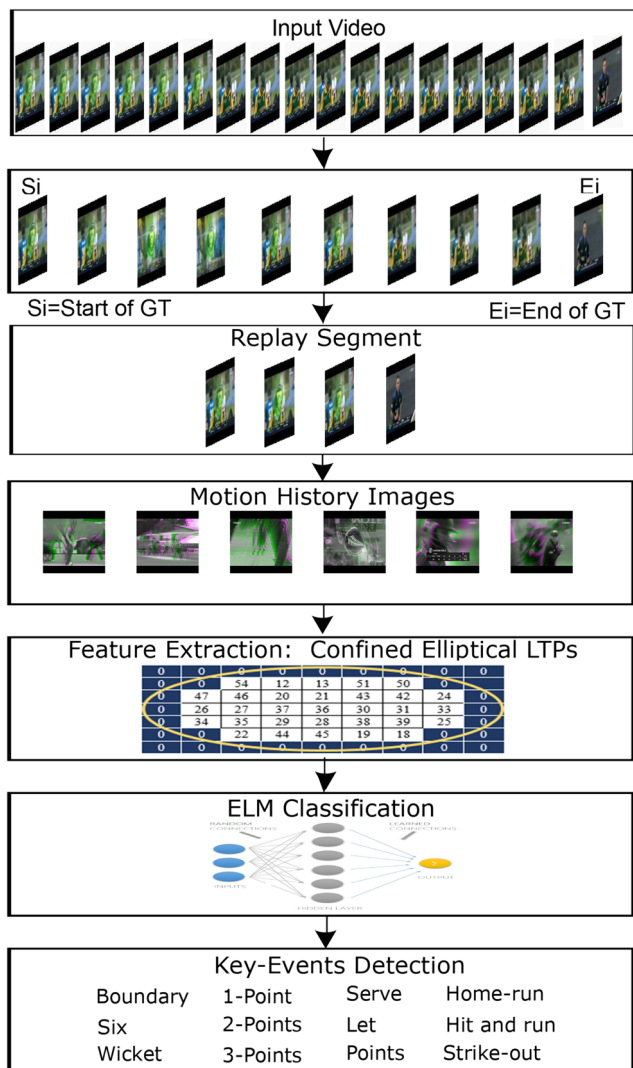 Input Video
Si
Ei
Si=Start of GT
Ei=End of GT
Replay Segment
Motion History Images
Feature Extraction: Confined Elliptical LTPs
0 0 0 0 0 0 0 0 0
0 0 54 12 13 51 50 0 0
0 47 46 20 21 43 42 24 0
0 26 27 37 36 30 31 33 0
0 34 35 29 28 38 39 25 0
0 0 22 44 45 19 18 0 0
0 0 0 0 0 0 0 0 0
ELM Classification
RANDOM CONNECTIONS
LEARNED CONNECTIONS
INPUTS
OUTPUT
HIDDEN LAYER
Key-Events Detection
Boundary 1-Point Serve Home-run
Six 2-Points Let Hit and run
Wicket 3-Points Points Strike-out